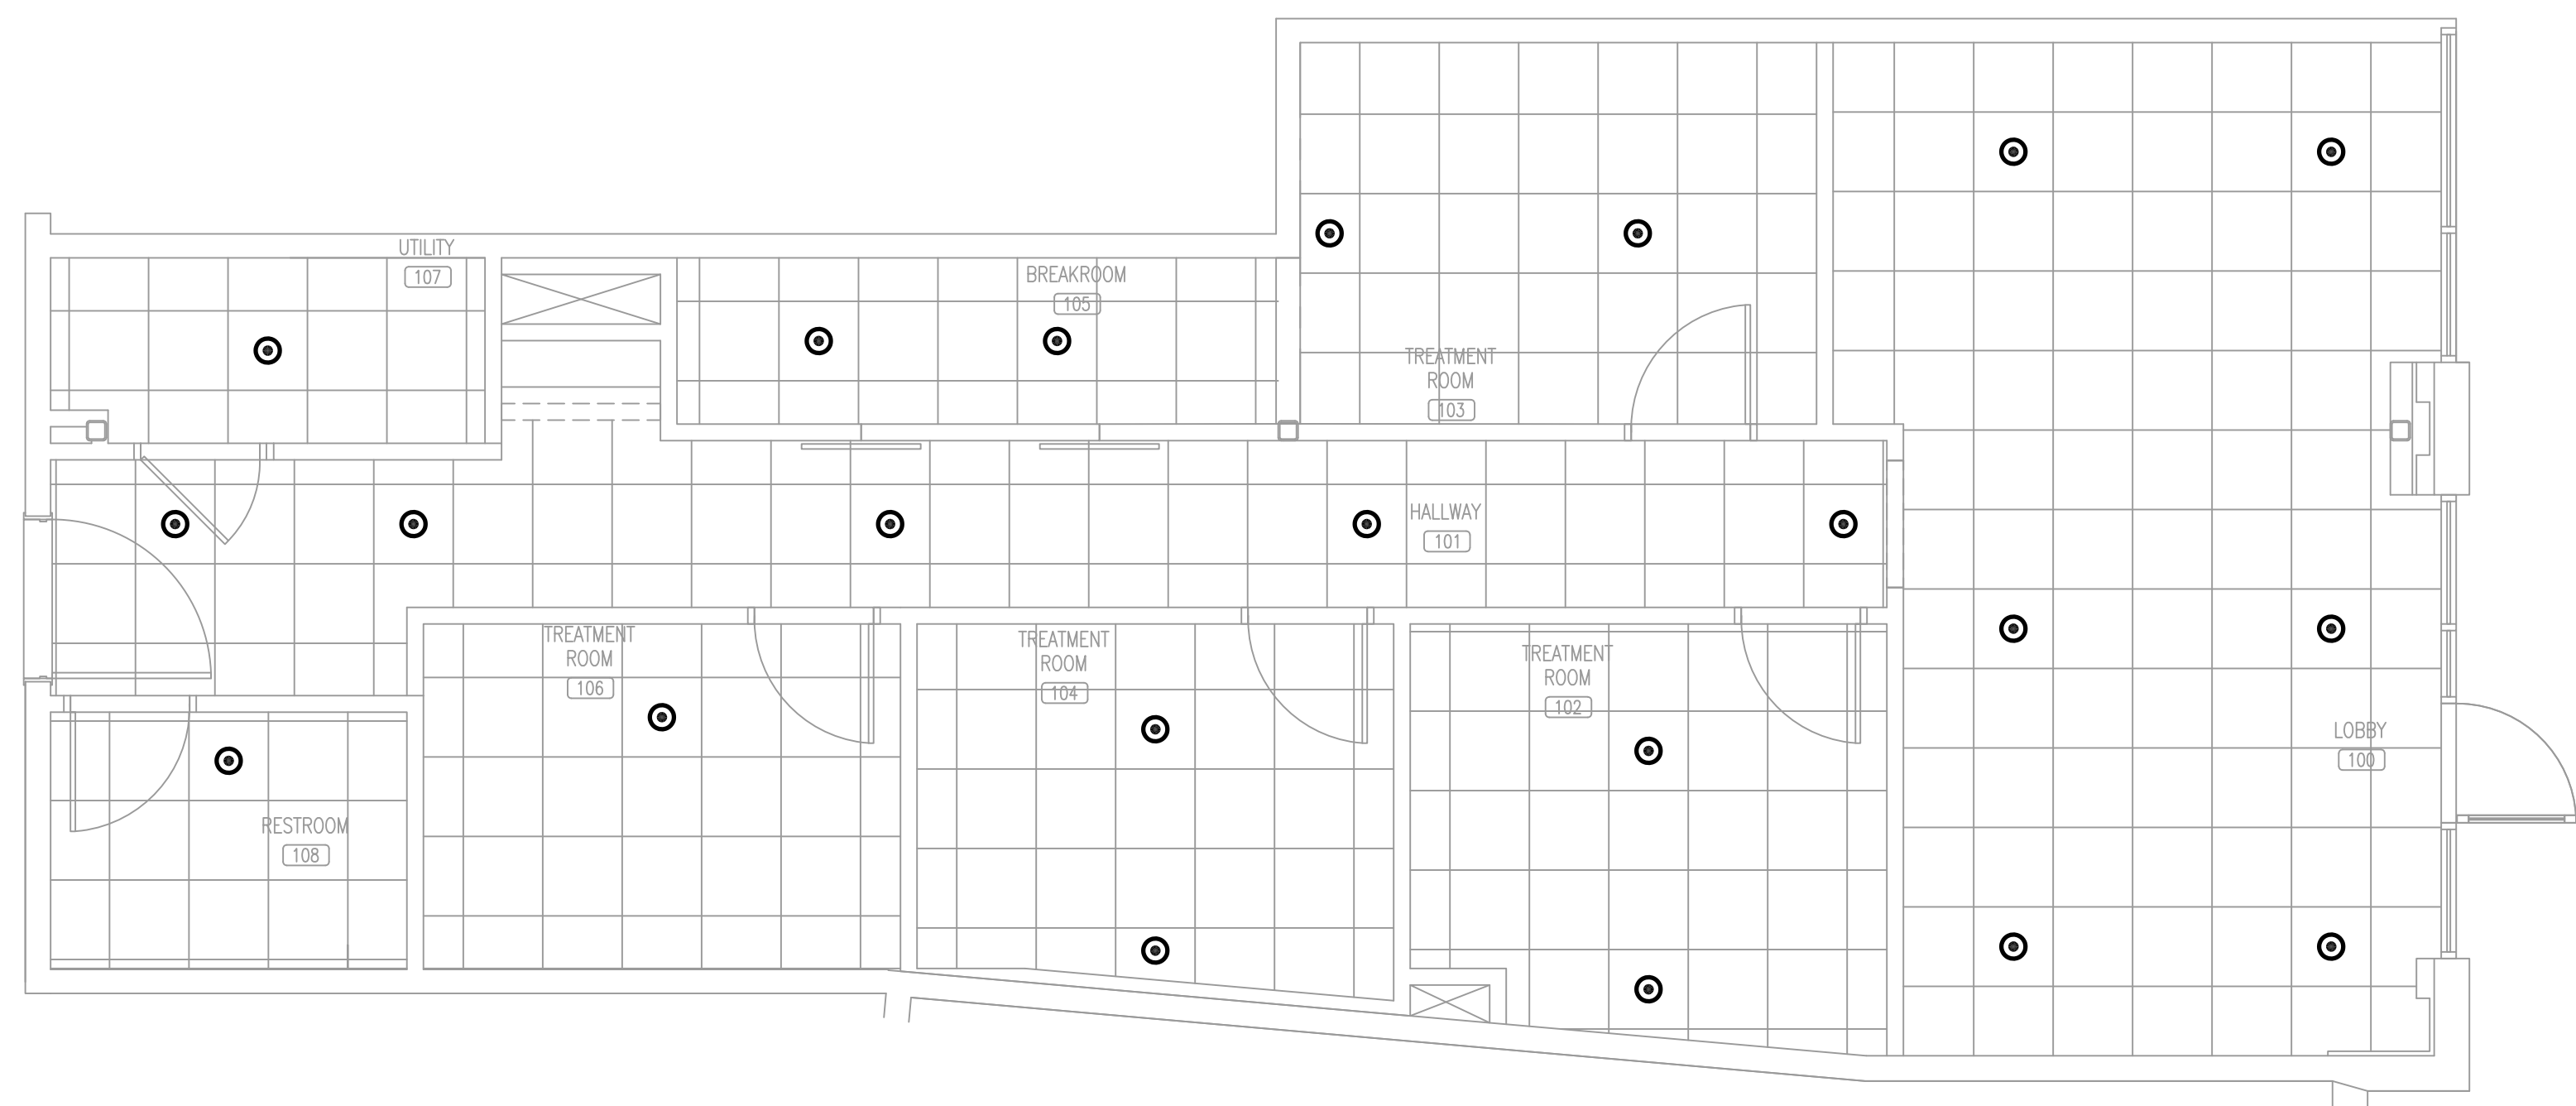 UTILITY
107
BREAKROOM
105
TREATMENT
ROOM
103
HALLWAY
101
TREATMENT
ROOM
106
TREATMENT
ROOM
104
TREATMENT
ROOM
102
LOBBY
100
RESTROOM
108